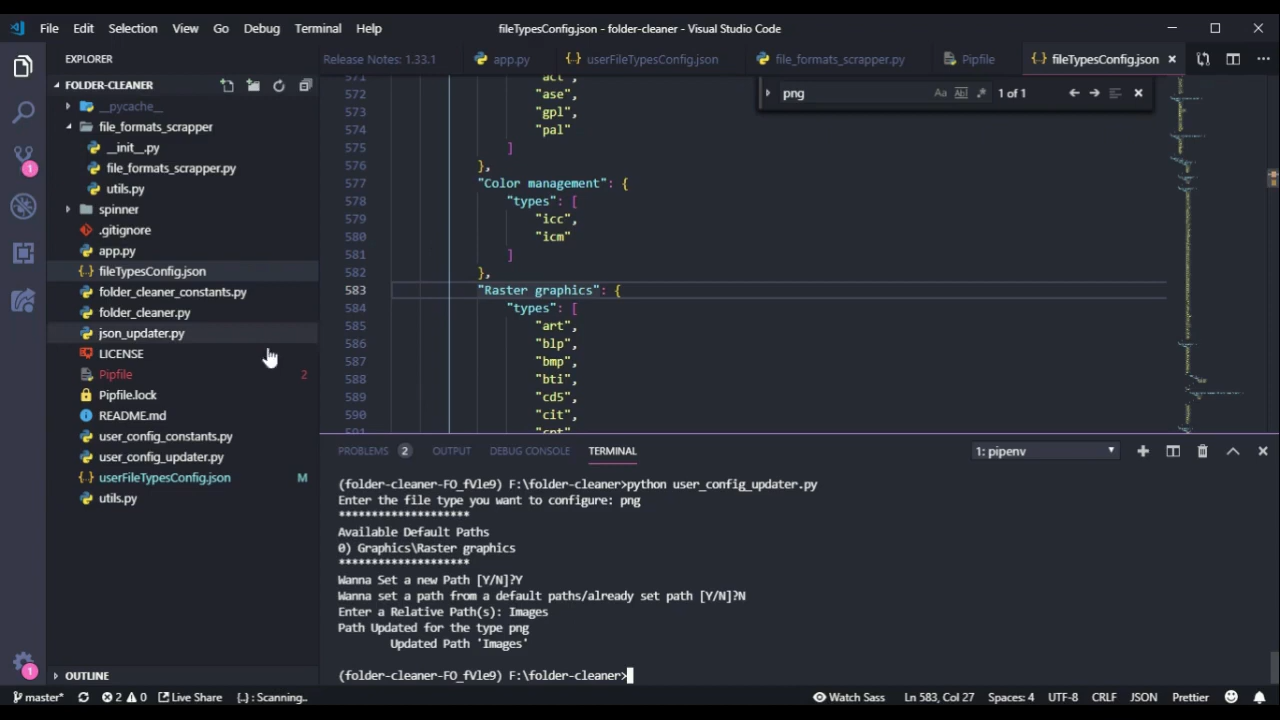 File Edit Selection View Go Debug Terminal Help
fileTypesConfig.json - folder-cleaner - Visual Studio Code
EXPLORER
FOLDER-CLEANER
__pycache__
file_formats_scrapper
__init__.py
file_formats_scrapper.py
utils.py
spinner
.gitignore
app.py
fileTypesConfig.json
folder_cleaner_constants.py
folder_cleaner.py
json_updater.py
LICENSE
Pipfile 2
Pipfile.lock
README.md
user_config_constants.py
user_config_updater.py
userFileTypesConfig.json M
utils.py
OUTLINE
Release Notes: 1.33.1 app.py userFileTypesConfig.json file_formats_scrapper.py Pipfile fileTypesConfig.json
png Aa Abl .* 1 of 1
571 "act",
572 "ase",
573 "gpl",
574 "pal"
575 ]
576 },
577 "Color management": {
578 "types": [
579 "icc",
580 "icm"
581 ]
582 },
583 "Raster graphics": {
584 "types": [
585 "art",
586 "blp",
587 "bmp",
588 "bti",
589 "cd5",
590 "cit",
591 "cpt",
PROBLEMS 2 OUTPUT DEBUG CONSOLE TERMINAL 1: pipenv
(folder-cleaner-FO_fVle9) F:\folder-cleaner>python user_config_updater.py
Enter the file type you want to configure: png
********************
Available Default Paths
0) Graphics\Raster graphics
********************
Wanna Set a new Path [Y/N]?Y
Wanna set a path from a default paths/already set path [Y/N]?N
Enter a Relative Path(s): Images
Path Updated for the type png
Updated Path 'Images'
(folder-cleaner-FO_fVle9) F:\folder-cleaner>
1
1
master* 2 0 Live Share {..} : Scanning.. Watch Sass Ln 583, Col 27 Spaces: 4 UTF-8 CRLF JSON Prettier